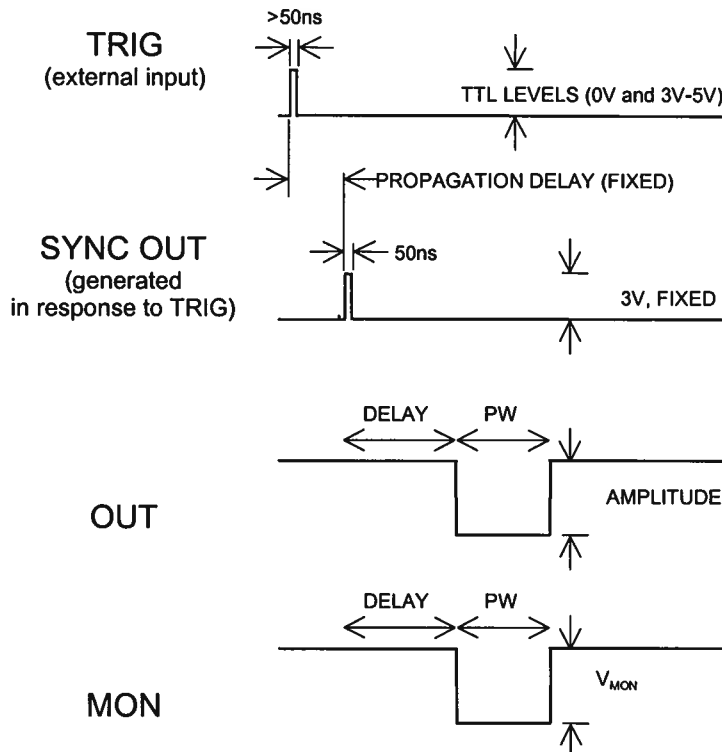 >50ns
TRIG
(external input)
TTL LEVELS (0V and 3V-5V)
PROPAGATION DELAY (FIXED)
SYNC OUT
(generated
in response to TRIG)
50ns
3V, FIXED
DELAY PW
AMPLITUDE
OUT
DELAY PW
VMON
MON